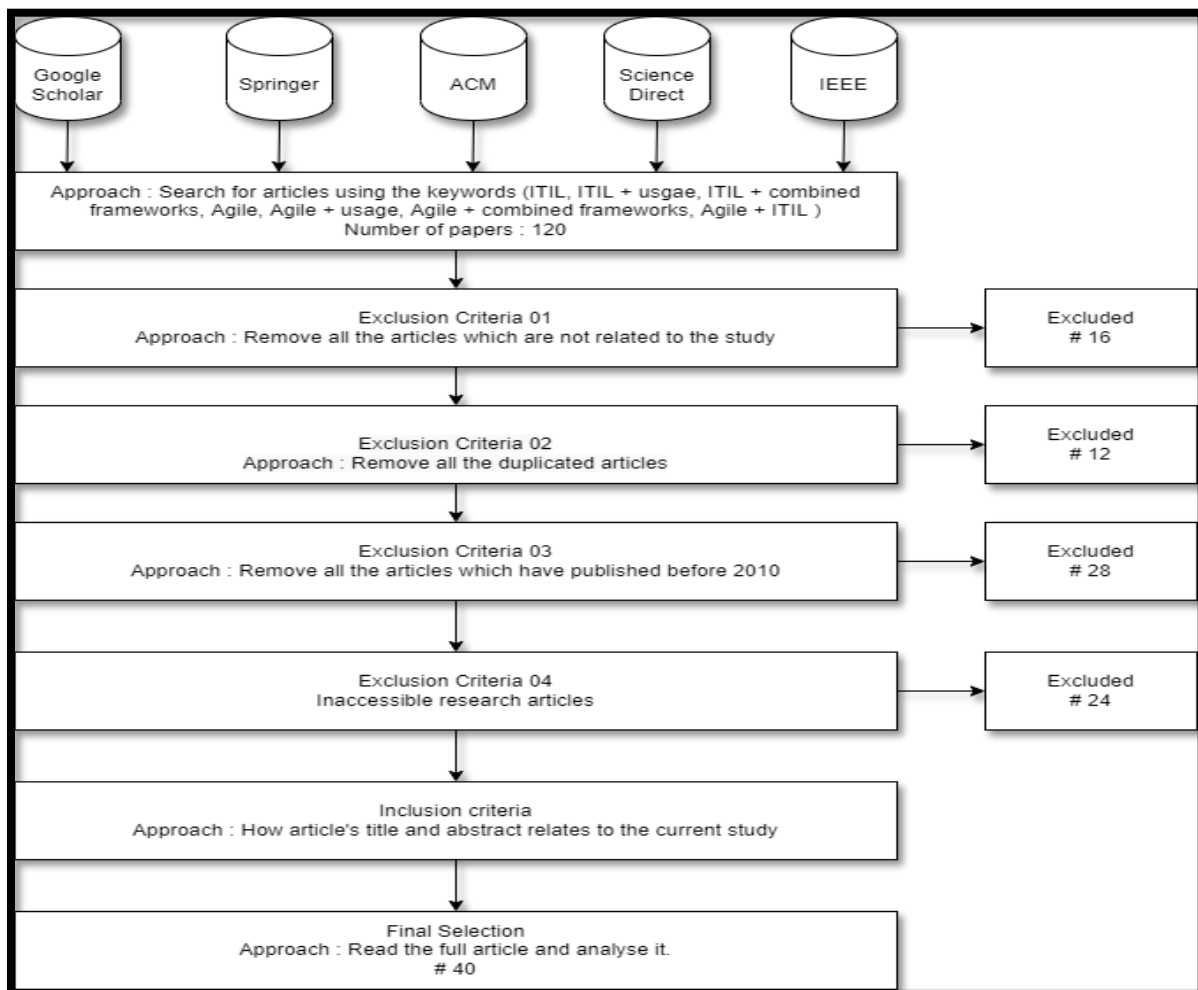 Google
Scholar
Springer
ACM
Science
Direct
IEEE
Approach : Search for articles using the keywords (ITIL, ITIL + usgae, ITIL + combined
frameworks, Agile, Agile + usage, Agile + combined frameworks, Agile + ITIL )
Number of papers : 120
Exclusion Criteria 01
Approach : Remove all the articles which are not related to the study
Excluded
# 16
Exclusion Criteria 02
Approach : Remove all the duplicated articles
Excluded
# 12
Exclusion Criteria 03
Approach : Remove all the articles which have published before 2010
Excluded
# 28
Exclusion Criteria 04
Inaccessible research articles
Excluded
# 24
Inclusion criteria
Approach : How article's title and abstract relates to the current study
Final Selection
Approach : Read the full article and analyse it.
# 40